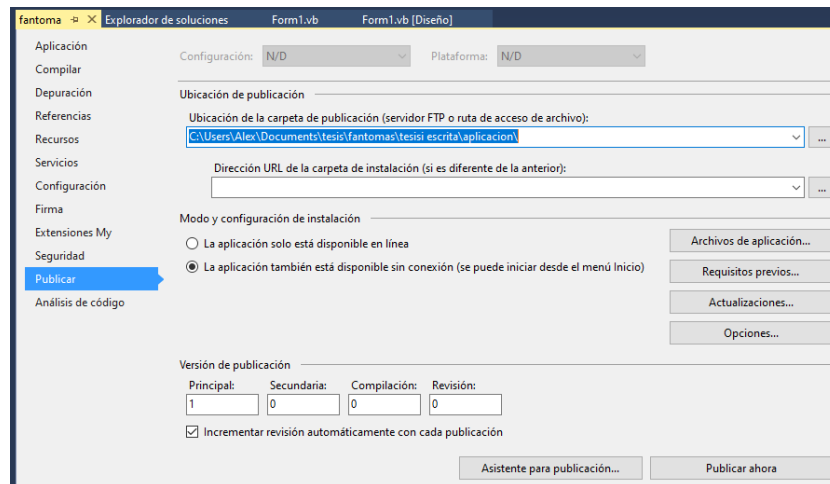 fantoma Explorador de soluciones Form1.vb Form1.vb [Diseño]
Aplicación
Compilar
Depuración
Referencias
Recursos
Servicios
Configuración
Firma
Extensiones My
Seguridad
Publicar
Análisis de código
Configuración: N/D Plataforma: N/D
Ubicación de publicación
Ubicación de la carpeta de publicación (servidor FTP o ruta de acceso de archivo):
C:\Users\Alex\Documents\tesis\fantomas\tesisi escrita\aplicacion\
...
Dirección URL de la carpeta de instalación (si es diferente de la anterior):
...
Modo y configuración de instalación
La aplicación solo está disponible en línea
La aplicación también está disponible sin conexión (se puede iniciar desde el menú Inicio)
Archivos de aplicación...
Requisitos previos...
Actualizaciones...
Opciones...
Versión de publicación
Principal: Secundaria: Compilación: Revisión:
1 0 0 0
Incrementar revisión automáticamente con cada publicación
Asistente para publicación... Publicar ahora